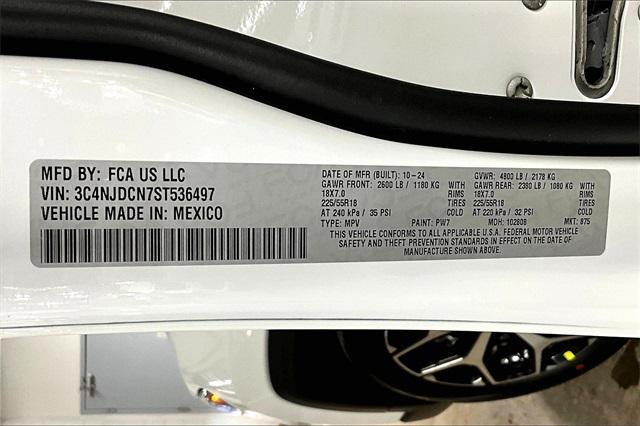 MFD BY: FCA US LLC
VIN: 3C4NJDCN7ST536497
VEHICLE MADE IN: MEXICO
DATE OF MFR (BUILT): 10-24 GVWR: 4800 LB / 2178 KG
GAWR FRONT: 2600 LB / 1180 KG WITH GAWR REAR: 2380 LB / 1080 KG WITH
18X7.0 RIMS 18X7.0 RIMS
225/55R18 TIRES 225/55R18 TIRES
AT 240 kPa / 35 PSI COLD AT 220 kPa / 32 PSI COLD
TYPE: MPV PAINT: PW7 MDH: 102808 MKT: 875
THIS VEHICLE CONFORMS TO ALL APPLICABLE U.S.A. FEDERAL MOTOR VEHICLE
SAFETY AND THEFT PREVENTION STANDARDS IN EFFECT ON THE DATE OF
MANUFACTURE SHOWN ABOVE.